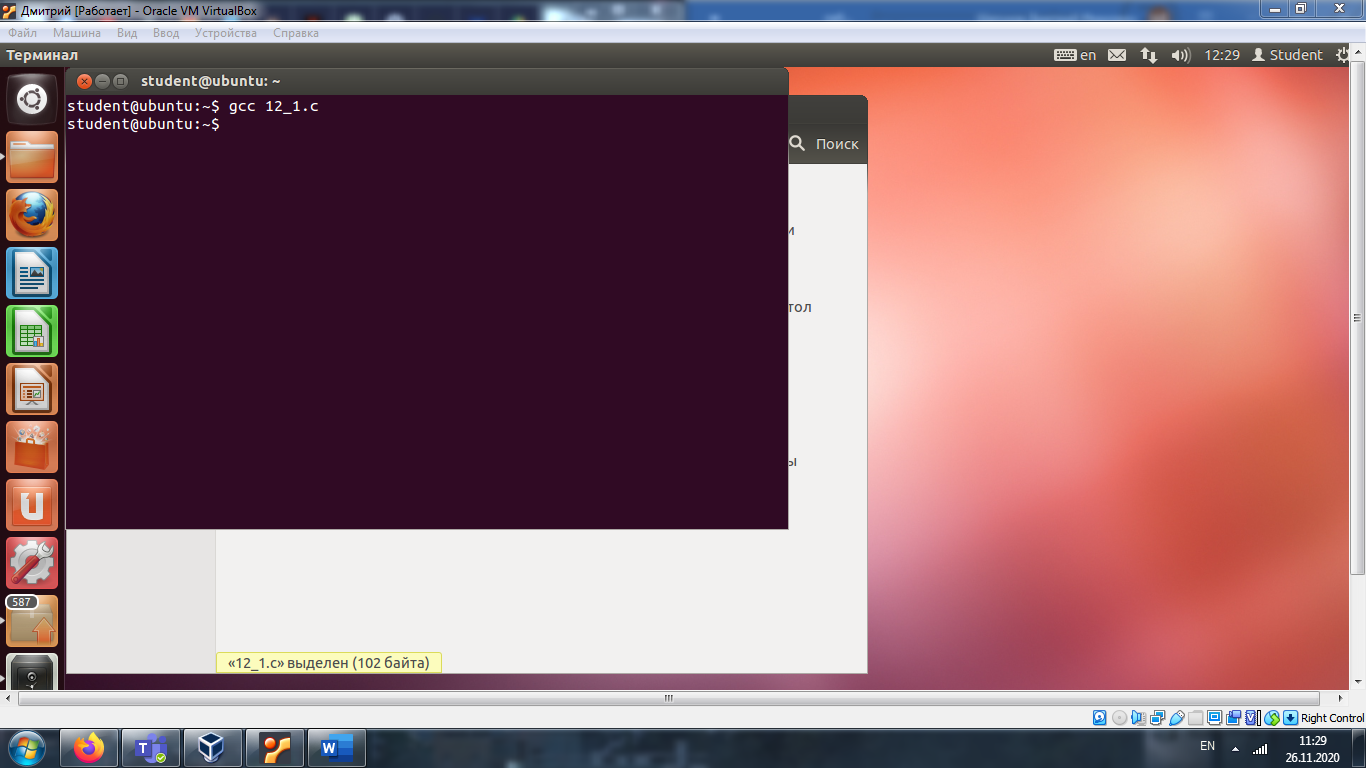 Дмитрий [Работает] - Oracle VM VirtualBox
Файл Машина Вид Ввод Устройства Справка
Терминал en 12:29 Student
student@ubuntu: ~
student@ubuntu:~$ gcc 12_1.c
student@ubuntu:~$
Поиск
и
тол
ы
587
«12_1.c» выделен (102 байта)
Right Control
EN 11:29
26.11.2020